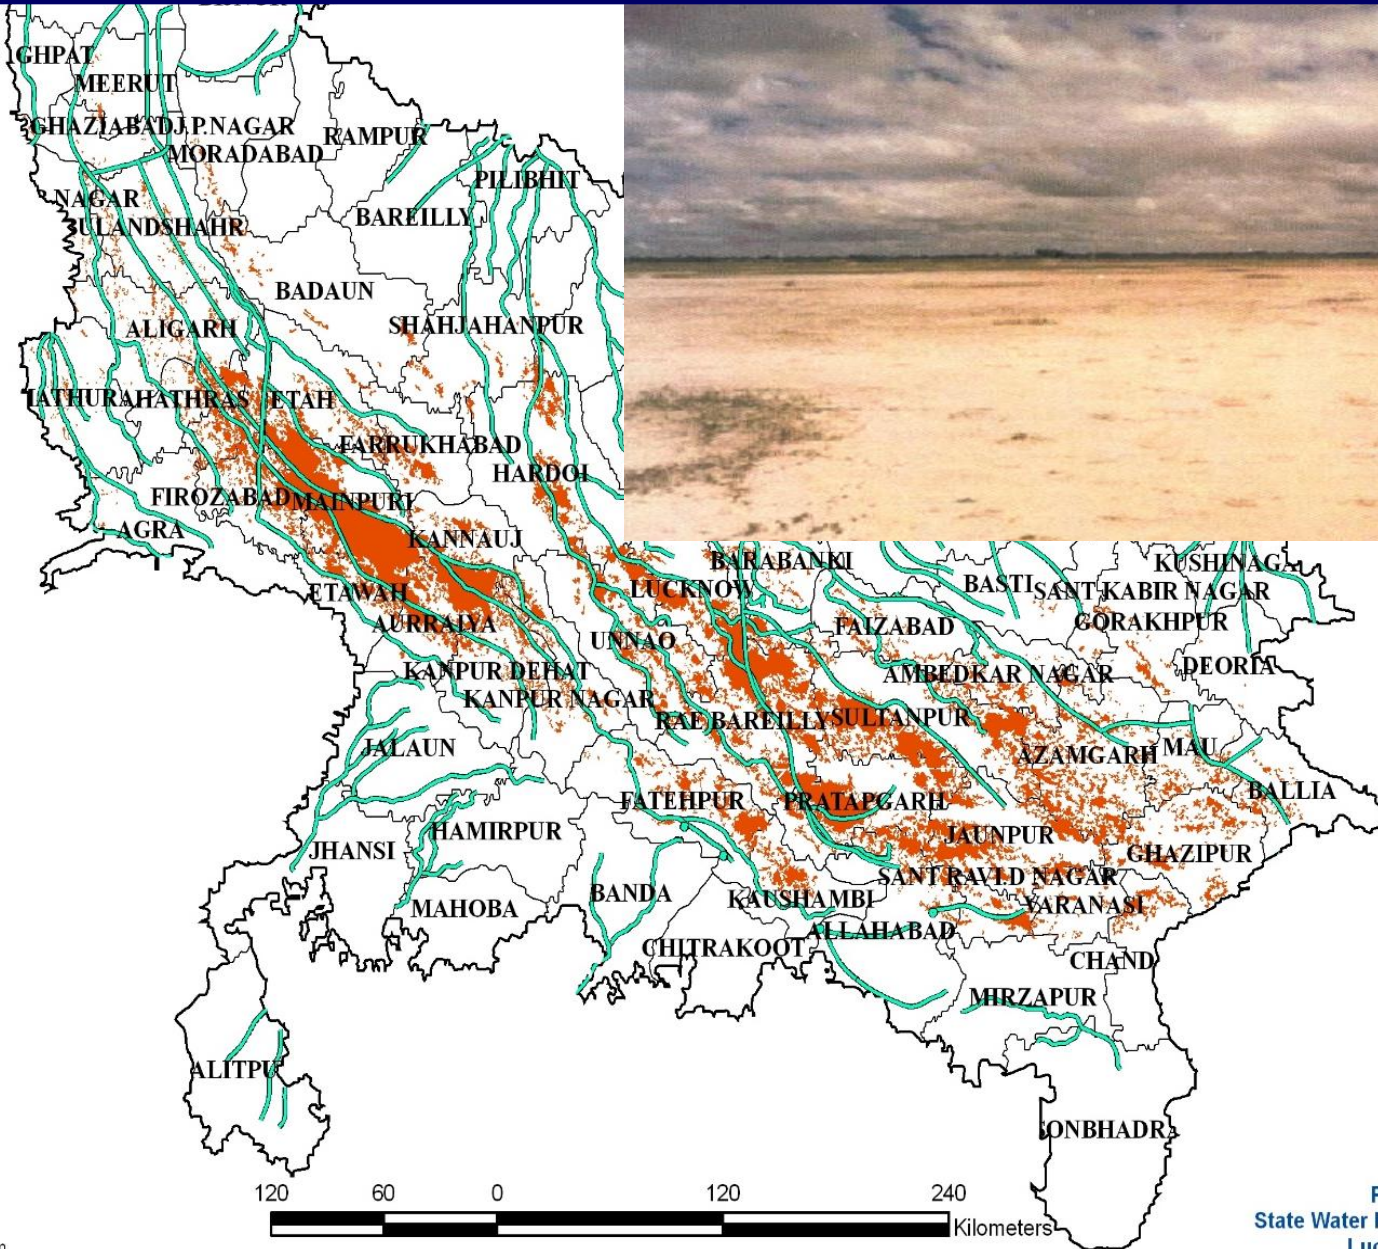 GHPAT
MEERUT
GHAZIABAD J.P.NAGAR
RAMPUR
MORADABAD
PILIBHIT
NAGAR
BAREILLY
BULANDSHAHR
BADAUN
SHAHJAHANPUR
ALIGARH
MATHURA HATHRAS ETAH
FARRUKHABAD
HARDOI
FIROZABAD MAINPURI
AGRA
KANNAUJ
BARABANKI
KUSHINAGA
BASTI SANT KABIR NAGAR
LUCKNOW
ETAWAH
GORAKHPUR
AURRAIYA
UNNAO
FAIZABAD
DEORIA
KANPUR DEHAT
AMBEDKAR NAGAR
KANPUR NAGAR
RAE BAREILLY SULTANPUR
JALAUN
AZAMGARH MAU
BALLIA
FATEHPUR
PRATAPGARH
HAMIRPUR
JAUNPUR
JHANSI
GHAZIPUR
SANT RAVI D NAGAR
BANDA
KAUSHAMBI
VARANASI
MAHOBA
ALLAHABAD
CHITRAKOOT
CHAND
MIRZAPUR
ALITPU
SONBHADRA
120 60 0 120 240
Kilometers
State Water